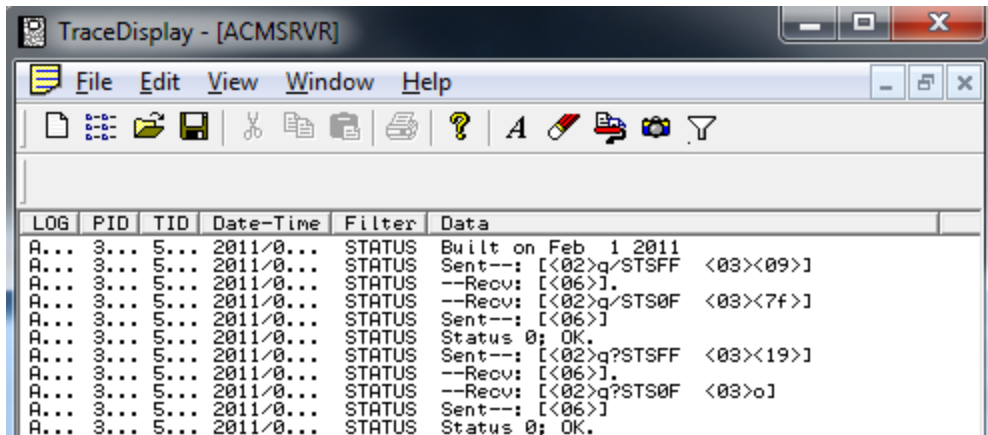 TraceDisplay - [ACMSRVR]
File Edit View Window Help
LOG PID TID Date-Time Filter Data
A... 3... 5... 2011/0... STATUS Built on Feb  1 2011
A... 3... 5... 2011/0... STATUS Sent--: [<02>q/STSFF  <03><09>]
A... 3... 5... 2011/0... STATUS --Recv: [<06>].
A... 3... 5... 2011/0... STATUS --Recv: [<02>q/STS0F  <03><7f>]
A... 3... 5... 2011/0... STATUS Sent--: [<06>]
A... 3... 5... 2011/0... STATUS Status 0; OK.
A... 3... 5... 2011/0... STATUS Sent--: [<02>q?STSFF  <03><19>]
A... 3... 5... 2011/0... STATUS --Recv: [<06>].
A... 3... 5... 2011/0... STATUS --Recv: [<02>q?STS0F  <03>o]
A... 3... 5... 2011/0... STATUS Sent--: [<06>]
A... 3... 5... 2011/0... STATUS Status 0; OK.